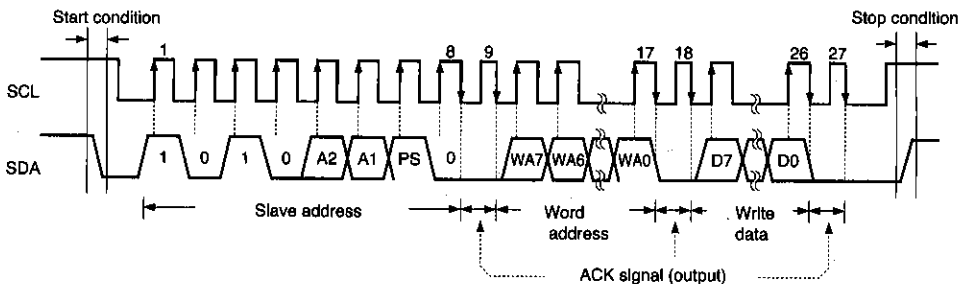 Start condition
Stop condition
1 8 9 17 18 26 27
SCL
SDA
1 0 1 0 A2 A1 PS 0 WA7 WA6 WA0 D7 D0
Slave address
Word address
Write data
ACK signal (output)